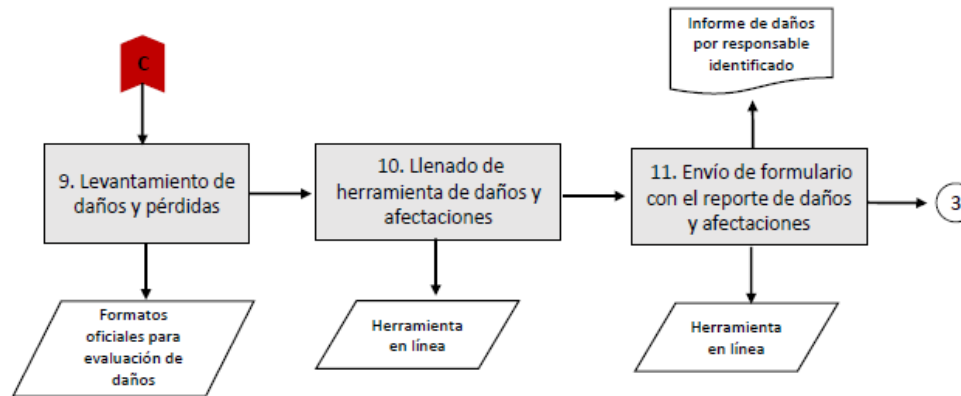 Informe de daños
por responsable
identificado
C
9. Levantamiento de
daños y pérdidas
10. Llenado de
herramienta de daños y
afectaciones
11. Envío de formulario
con el reporte de daños
y afectaciones
3
Formatos
oficiales para
evaluación de
daños
Herramienta
en línea
Herramienta
en línea